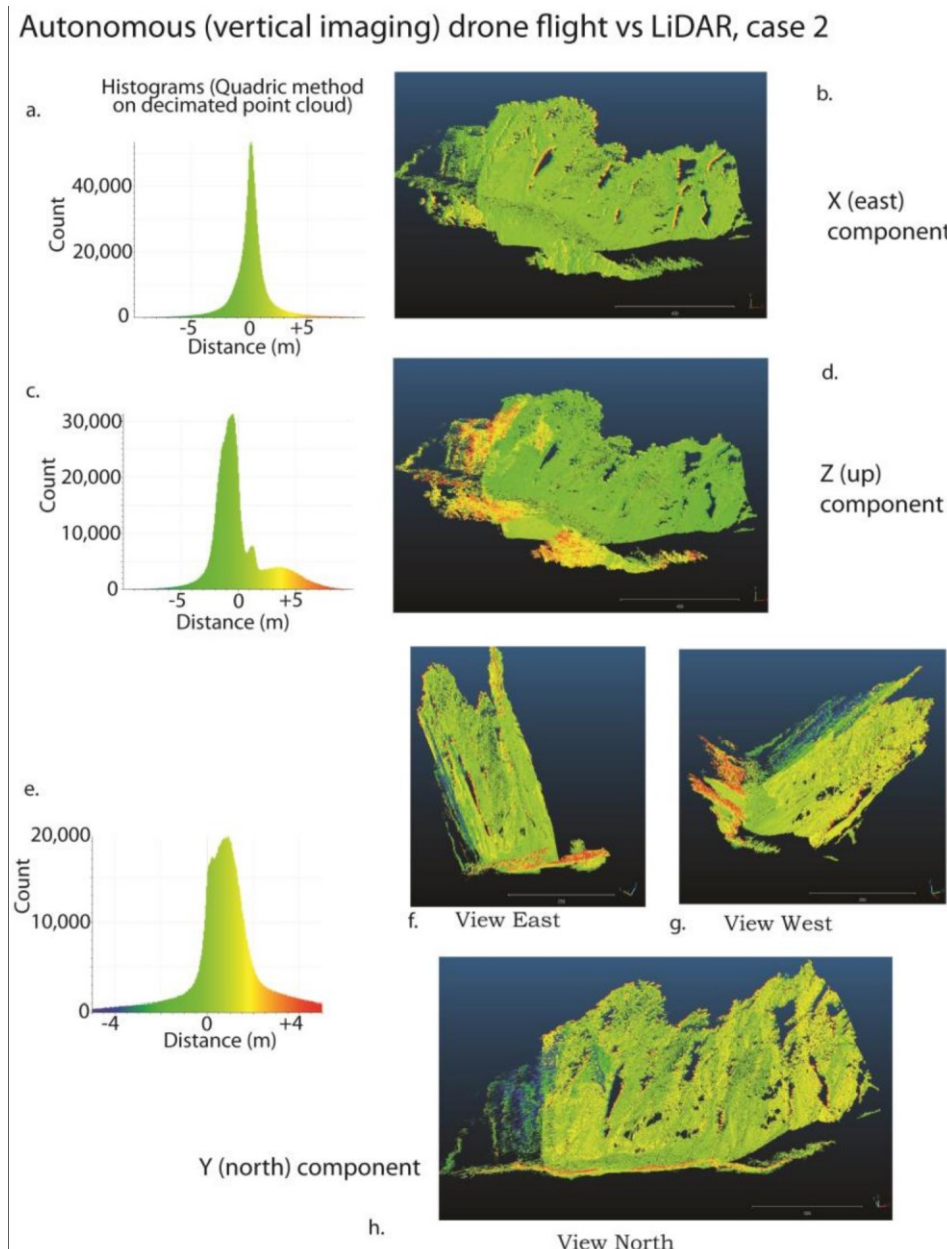 Autonomous (vertical imaging) drone flight vs LiDAR, case 2
a.
Histograms (Quadric method
on decimated point cloud)
40,000
20,000
0
Count
-5 0 +5
Distance (m)
b.
X (east)
component
c.
30,000
20,000
10,000
0
Count
-5 0 +5
Distance (m)
d.
Z (up)
component
e.
20,000
10,000
0
Count
-4 0 +4
Distance (m)
f. View East
g. View West
Y (north) component
h.
View North